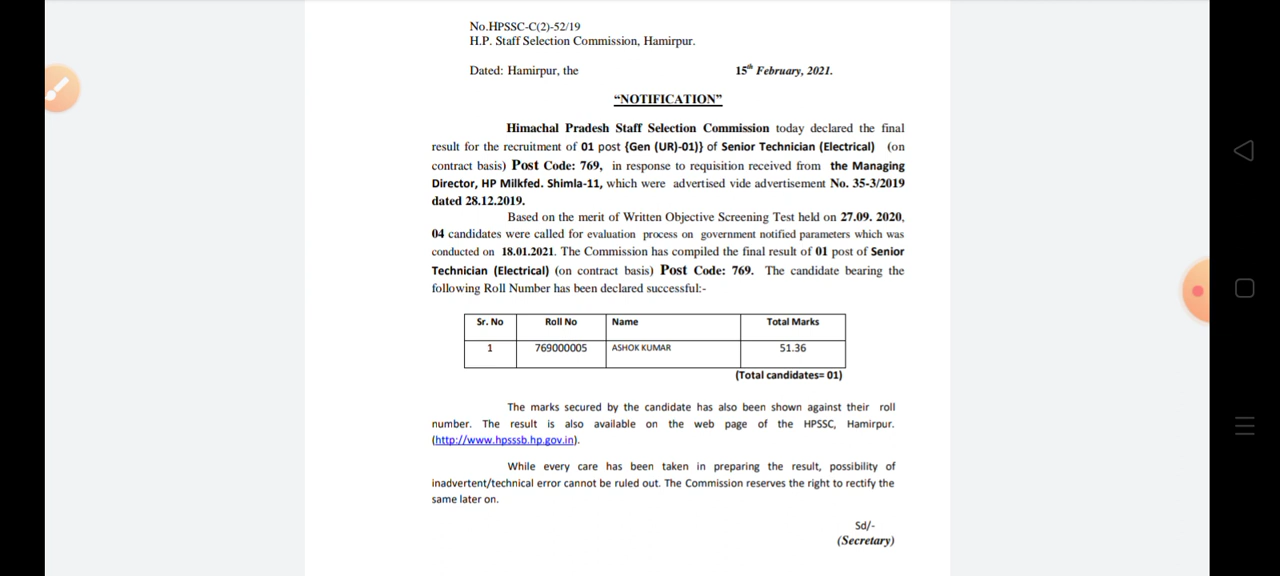 No.HPSSC-C(2)-52/19
H.P. Staff Selection Commission, Hamirpur.
Dated: Hamirpur, the 15th February, 2021.
“NOTIFICATION”
Himachal Pradesh Staff Selection Commission today declared the final
result for the recruitment of 01 post {Gen (UR)-01)} of Senior Technician (Electrical) (on
contract basis) Post Code: 769, in response to requisition received from the Managing
Director, HP Milkfed. Shimla-11, which were advertised vide advertisement No. 35-3/2019
dated 28.12.2019.
Based on the merit of Written Objective Screening Test held on 27.09. 2020,
04 candidates were called for evaluation process on government notified parameters which was
conducted on 18.01.2021. The Commission has compiled the final result of 01 post of Senior
Technician (Electrical) (on contract basis) Post Code: 769. The candidate bearing the
following Roll Number has been declared successful:-
Sr. No Roll No Name Total Marks
1 769000005 ASHOK KUMAR 51.36
(Total candidates= 01)
The marks secured by the candidate has also been shown against their roll
number. The result is also available on the web page of the HPSSC, Hamirpur.
(http://www.hpsssb.hp.gov.in).
While every care has been taken in preparing the result, possibility of
inadvertent/technical error cannot be ruled out. The Commission reserves the right to rectify the
same later on.
Sd/-
(Secretary)